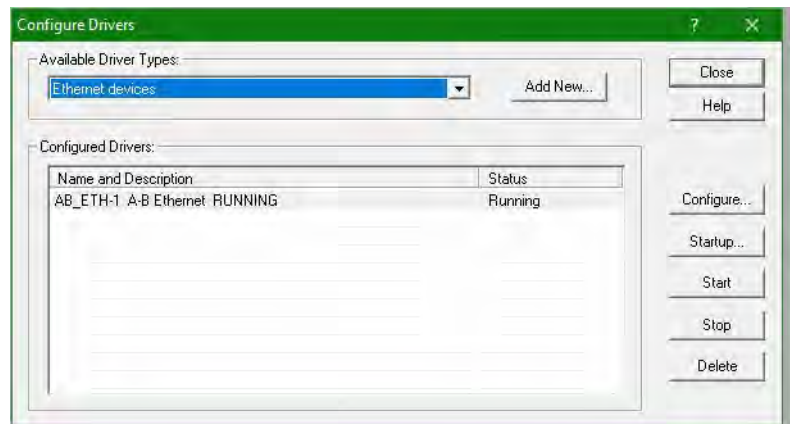 Configure Drivers ? ×
Available Driver Types:
Ethernet devices
Add New...
Close
Help
Configured Drivers:
Name and Description Status
AB_ETH-1 A-B Ethernet RUNNING Running
Configure...
Startup...
Start
Stop
Delete